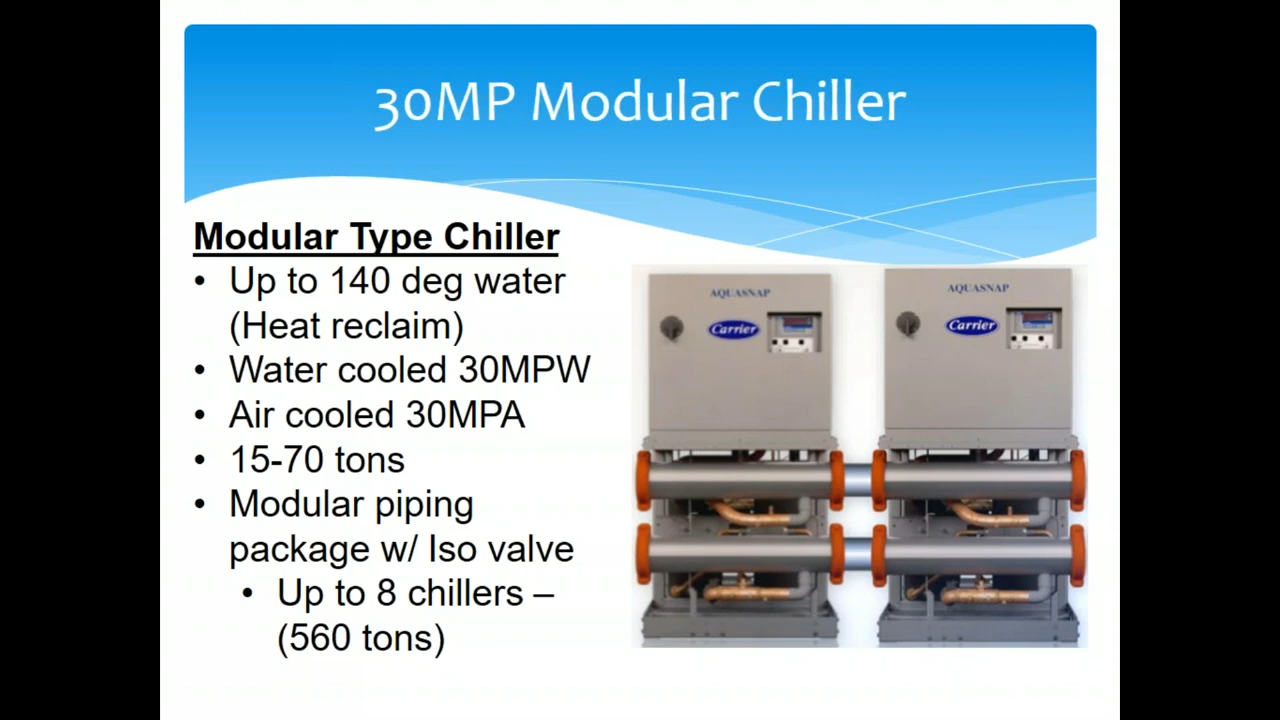 30MP Modular Chiller
Modular Type Chiller
• Up to 140 deg water
(Heat reclaim)
• Water cooled 30MPW
• Air cooled 30MPA
• 15-70 tons
• Modular piping
package w/ Iso valve
• Up to 8 chillers –
(560 tons)
AQUASNAP
Carrier
AQUASNAP
Carrier